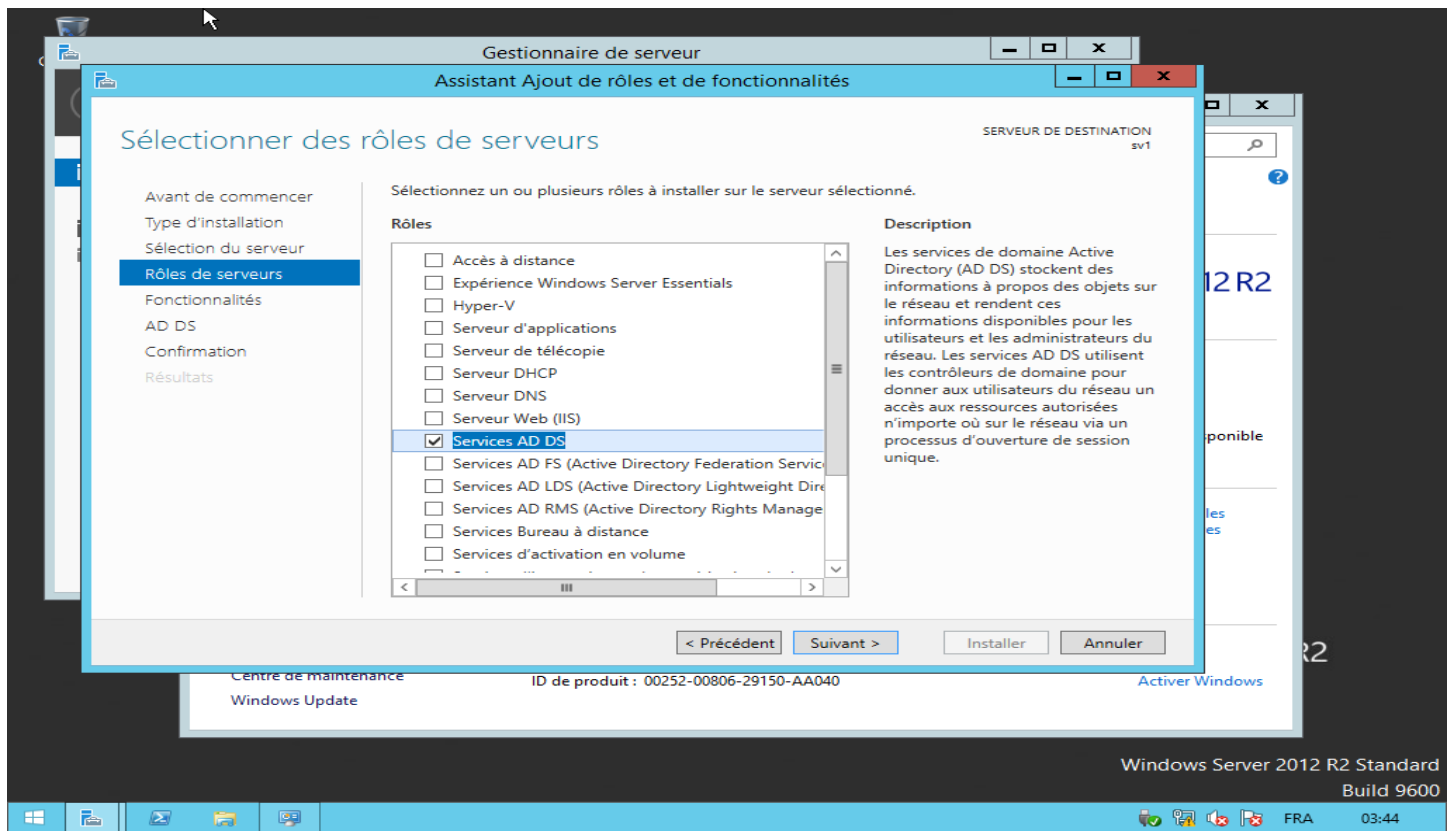 Gestionnaire de serveur
Assistant Ajout de rôles et de fonctionnalités
Sélectionner des rôles de serveurs
SERVEUR DE DESTINATION
sv1
Avant de commencer
Type d'installation
Sélection du serveur
Rôles de serveurs
Fonctionnalités
AD DS
Confirmation
Résultats
Sélectionnez un ou plusieurs rôles à installer sur le serveur sélectionné.
Rôles
Accès à distance
Expérience Windows Server Essentials
Hyper-V
Serveur d'applications
Serveur de télécopie
Serveur DHCP
Serveur DNS
Serveur Web (IIS)
Services AD DS
Services AD FS (Active Directory Federation Servic
Services AD LDS (Active Directory Lightweight Dire
Services AD RMS (Active Directory Rights Manage
Services Bureau à distance
Services d'activation en volume
Description
Les services de domaine Active
Directory (AD DS) stockent des
informations à propos des objets sur
le réseau et rendent ces
informations disponibles pour les
utilisateurs et les administrateurs du
réseau. Les services AD DS utilisent
les contrôleurs de domaine pour
donner aux utilisateurs du réseau un
accès aux ressources autorisées
n'importe où sur le réseau via un
processus d'ouverture de session
unique.
12 R2
sponible
les
es
< Précédent
Suivant >
Installer
Annuler
R2
Centre de maintenance
Windows Update
ID de produit : 00252-00806-29150-AA040
Activer Windows
Windows Server 2012 R2 Standard
Build 9600
FRA
03:44